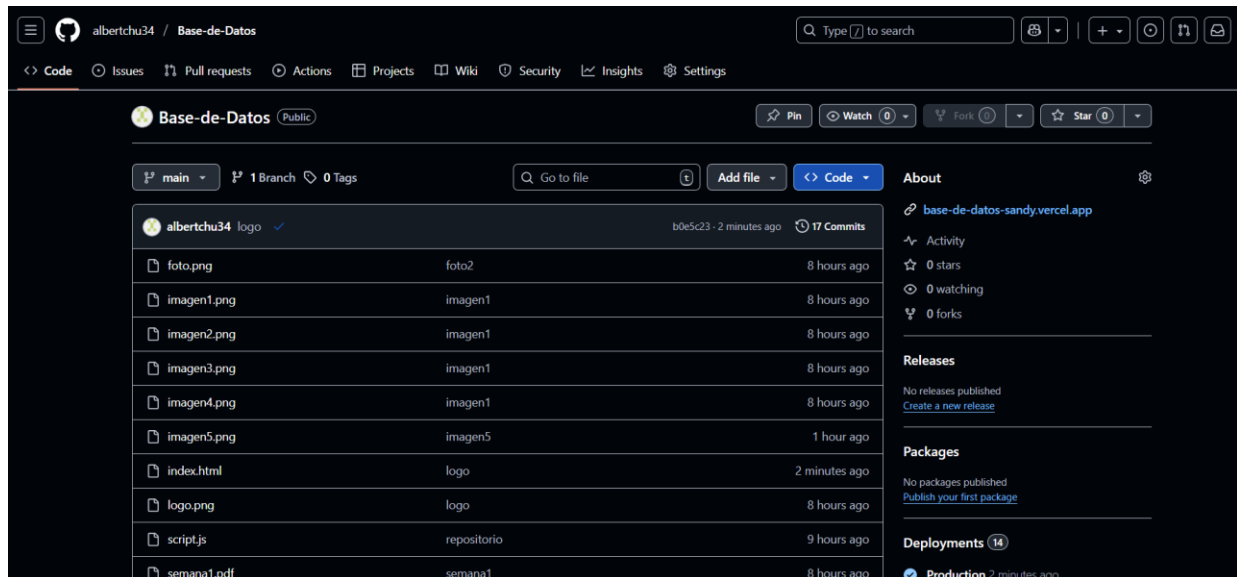 albertchu34 / Base-de-Datos
Type / to search
Code Issues Pull requests Actions Projects Wiki Security Insights Settings
Base-de-Datos Public
Pin Watch 0 Fork 0 Star 0
main 1 Branch 0 Tags
Go to file t Add file Code
albertchu34 logo b0e5c23 · 2 minutes ago 17 Commits
foto.png foto2 8 hours ago
imagen1.png imagen1 8 hours ago
imagen2.png imagen1 8 hours ago
imagen3.png imagen1 8 hours ago
imagen4.png imagen1 8 hours ago
imagen5.png imagen5 1 hour ago
index.html logo 2 minutes ago
logo.png logo 8 hours ago
script.js repositorio 9 hours ago
semana1.pdf semana1 8 hours ago
About
base-de-datos-sandy.vercel.app
Activity
0 stars
0 watching
0 forks
Releases
No releases published
Create a new release
Packages
No packages published
Publish your first package
Deployments 14
Production 2 minutes ago